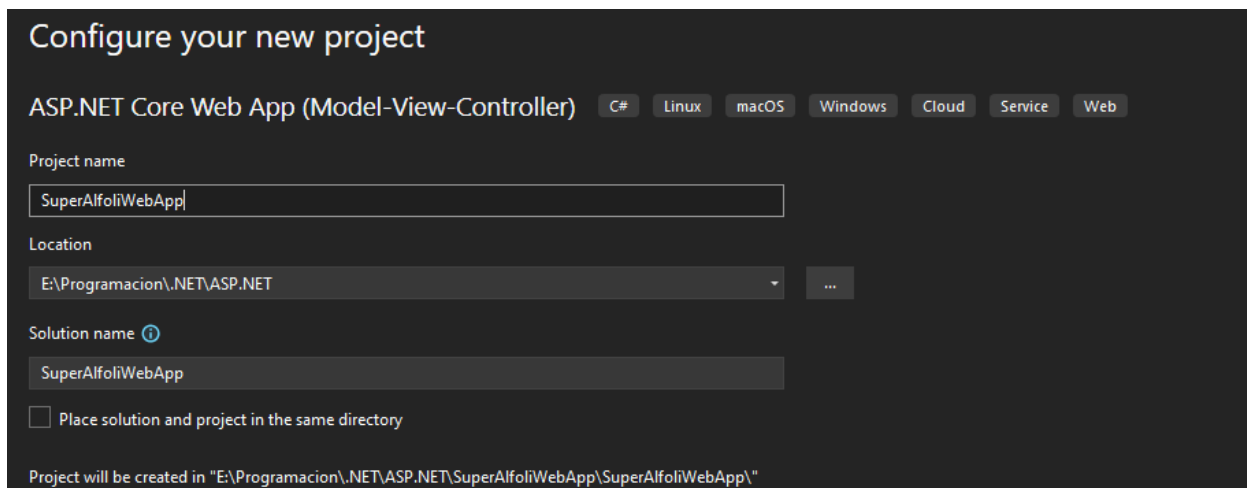 Configure your new project
ASP.NET Core Web App (Model-View-Controller) C# Linux macOS Windows Cloud Service Web
Project name
SuperAlfoliWebApp
Location
E:\Programacion\.NET\ASP.NET ...
Solution name
SuperAlfoliWebApp
Place solution and project in the same directory
Project will be created in "E:\Programacion\.NET\ASP.NET\SuperAlfoliWebApp\SuperAlfoliWebApp\"